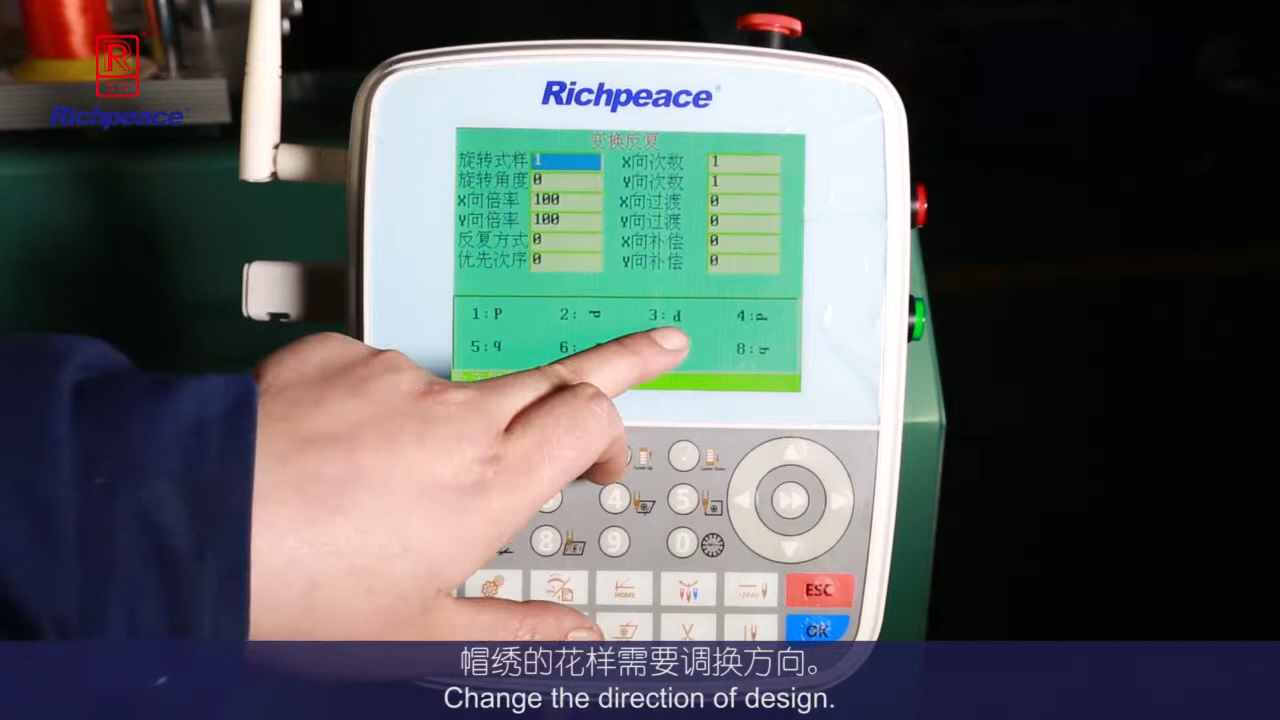 Richpeace
Richpeace
变换反复
旋转式样 1 X向次数 1
旋转角度 0 Y向次数 1
X向倍率 100 X向过渡 0
Y向倍率 100 Y向过渡 0
反复方式 0 X向补偿 0
优先次序 0 Y向补偿 0
1: P 2: P 3: d 4: d
5: q 6: 8: b
4 5
8 9 0
HOME
ESC
OK
帽绣的花样需要调换方向。
Change the direction of design.